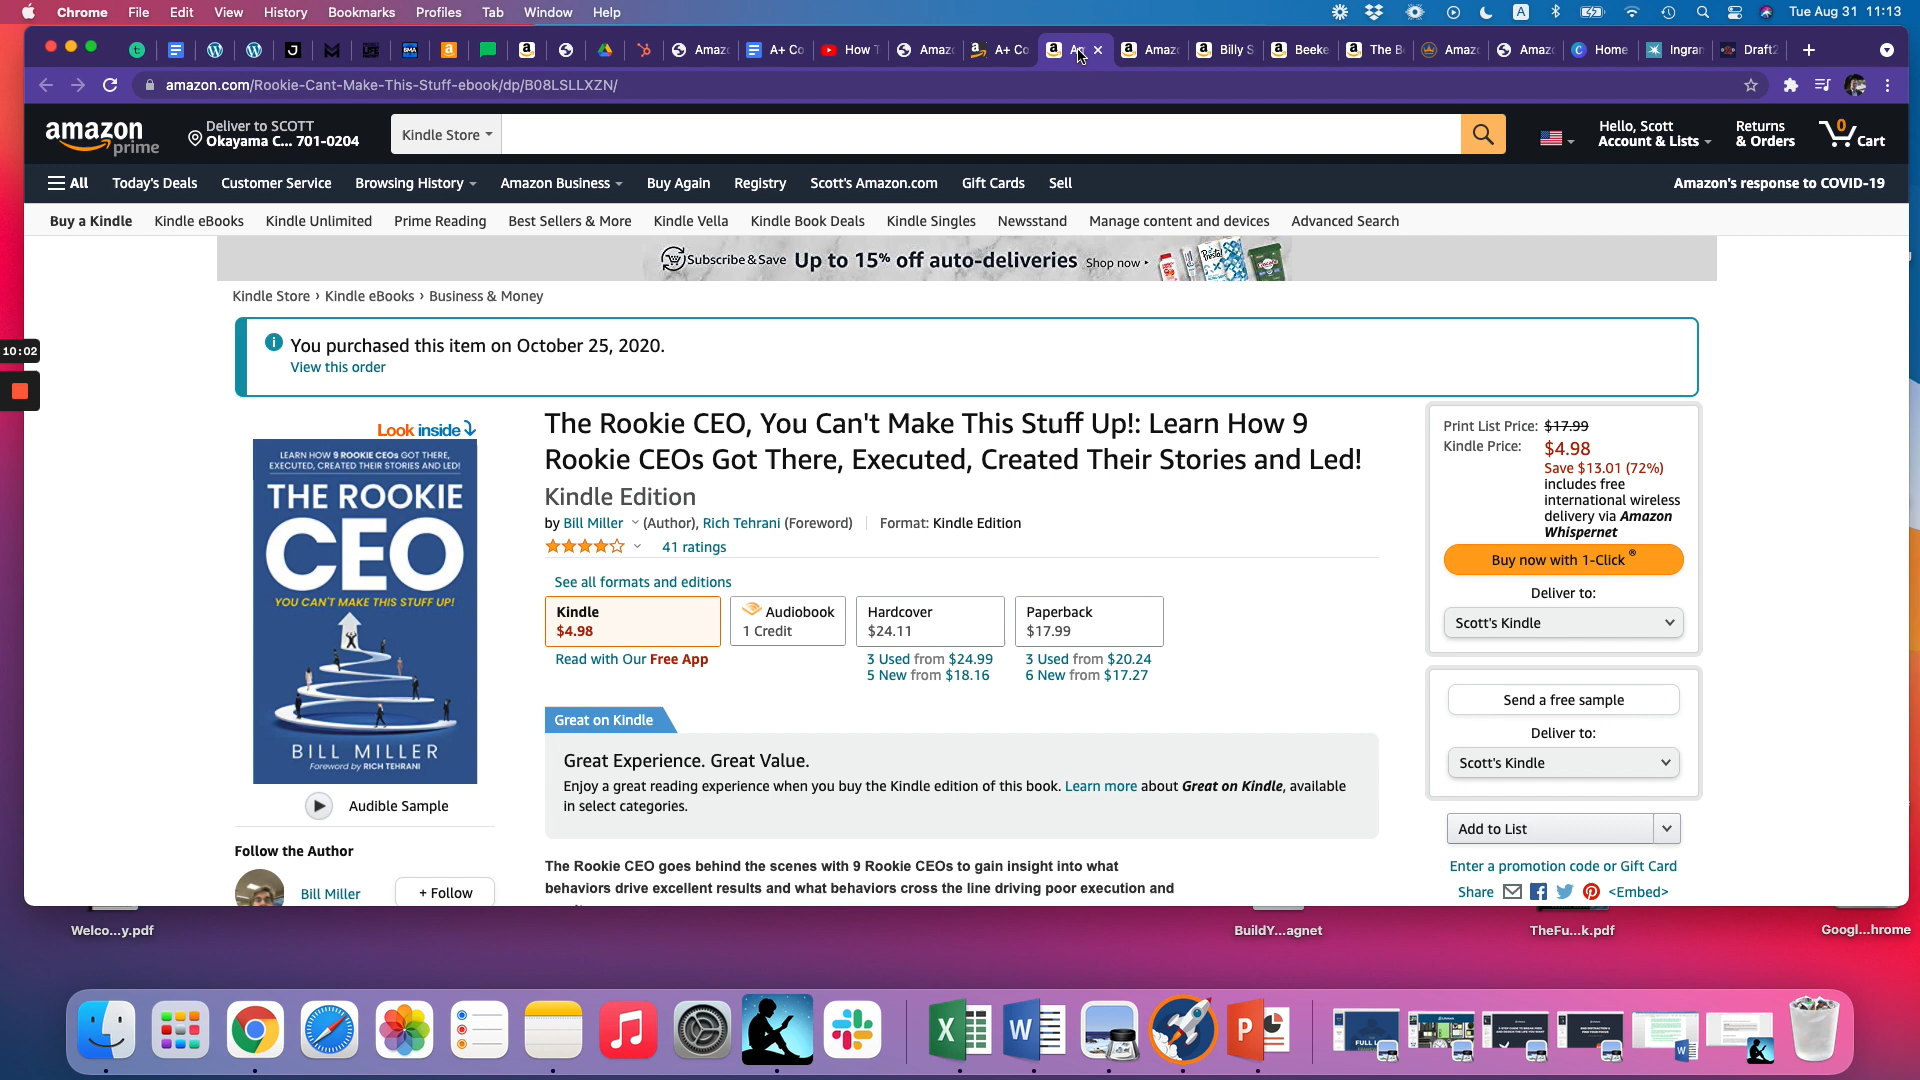 Chrome File Edit View History Bookmarks Profiles Tab Window Help A Tue Aug 31 11:13
Amaz A+ Co How T Amaz A+ Co Amaz Billy S Beeke The B Amaz Amaz Home Ingran Draft2
amazon.com/Rookie-Cant-Make-This-Stuff-ebook/dp/B08LSLLXZN/
amazon prime
Deliver to SCOTT
Okayama C... 701-0204
Kindle Store
Hello, Scott
Account & Lists
Returns
& Orders
0
Cart
All Today's Deals Customer Service Browsing History Amazon Business Buy Again Registry Scott's Amazon.com Gift Cards Sell Amazon's response to COVID-19
Buy a Kindle Kindle eBooks Kindle Unlimited Prime Reading Best Sellers & More Kindle Vella Kindle Book Deals Kindle Singles Newsstand Manage content and devices Advanced Search
Subscribe & Save Up to 15% off auto-deliveries Shop now
Kindle Store › Kindle eBooks › Business & Money
You purchased this item on October 25, 2020.
View this order
10:02
Look inside
LEARN HOW 9 ROOKIE CEOs GOT THERE,
EXECUTED, CREATED THEIR STORIES AND LED!
THE ROOKIE
CEO
YOU CAN'T MAKE THIS STUFF UP!
BILL MILLER
Foreword by RICH TEHRANI
Audible Sample
Follow the Author
Bill Miller
+ Follow
The Rookie CEO, You Can't Make This Stuff Up!: Learn How 9
Rookie CEOs Got There, Executed, Created Their Stories and Led!
Kindle Edition
by Bill Miller (Author), Rich Tehrani (Foreword) Format: Kindle Edition
41 ratings
See all formats and editions
Kindle
$4.98
Read with Our Free App
Audiobook
1 Credit
Hardcover
$24.11
3 Used from $24.99
5 New from $18.16
Paperback
$17.99
3 Used from $20.24
6 New from $17.27
Great on Kindle
Great Experience. Great Value.
Enjoy a great reading experience when you buy the Kindle edition of this book. Learn more about Great on Kindle, available
in select categories.
The Rookie CEO goes behind the scenes with 9 Rookie CEOs to gain insight into what
behaviors drive excellent results and what behaviors cross the line driving poor execution and
Print List Price: $17.99
Kindle Price: $4.98
Save $13.01 (72%)
includes free
international wireless
delivery via Amazon
Whispernet
Buy now with 1-Click ®
Deliver to:
Scott's Kindle
Send a free sample
Deliver to:
Scott's Kindle
Add to List
Enter a promotion code or Gift Card
Share <Embed>
Welco...y.pdf
BuildY...agnet
TheFu...k.pdf
Googl...hrome